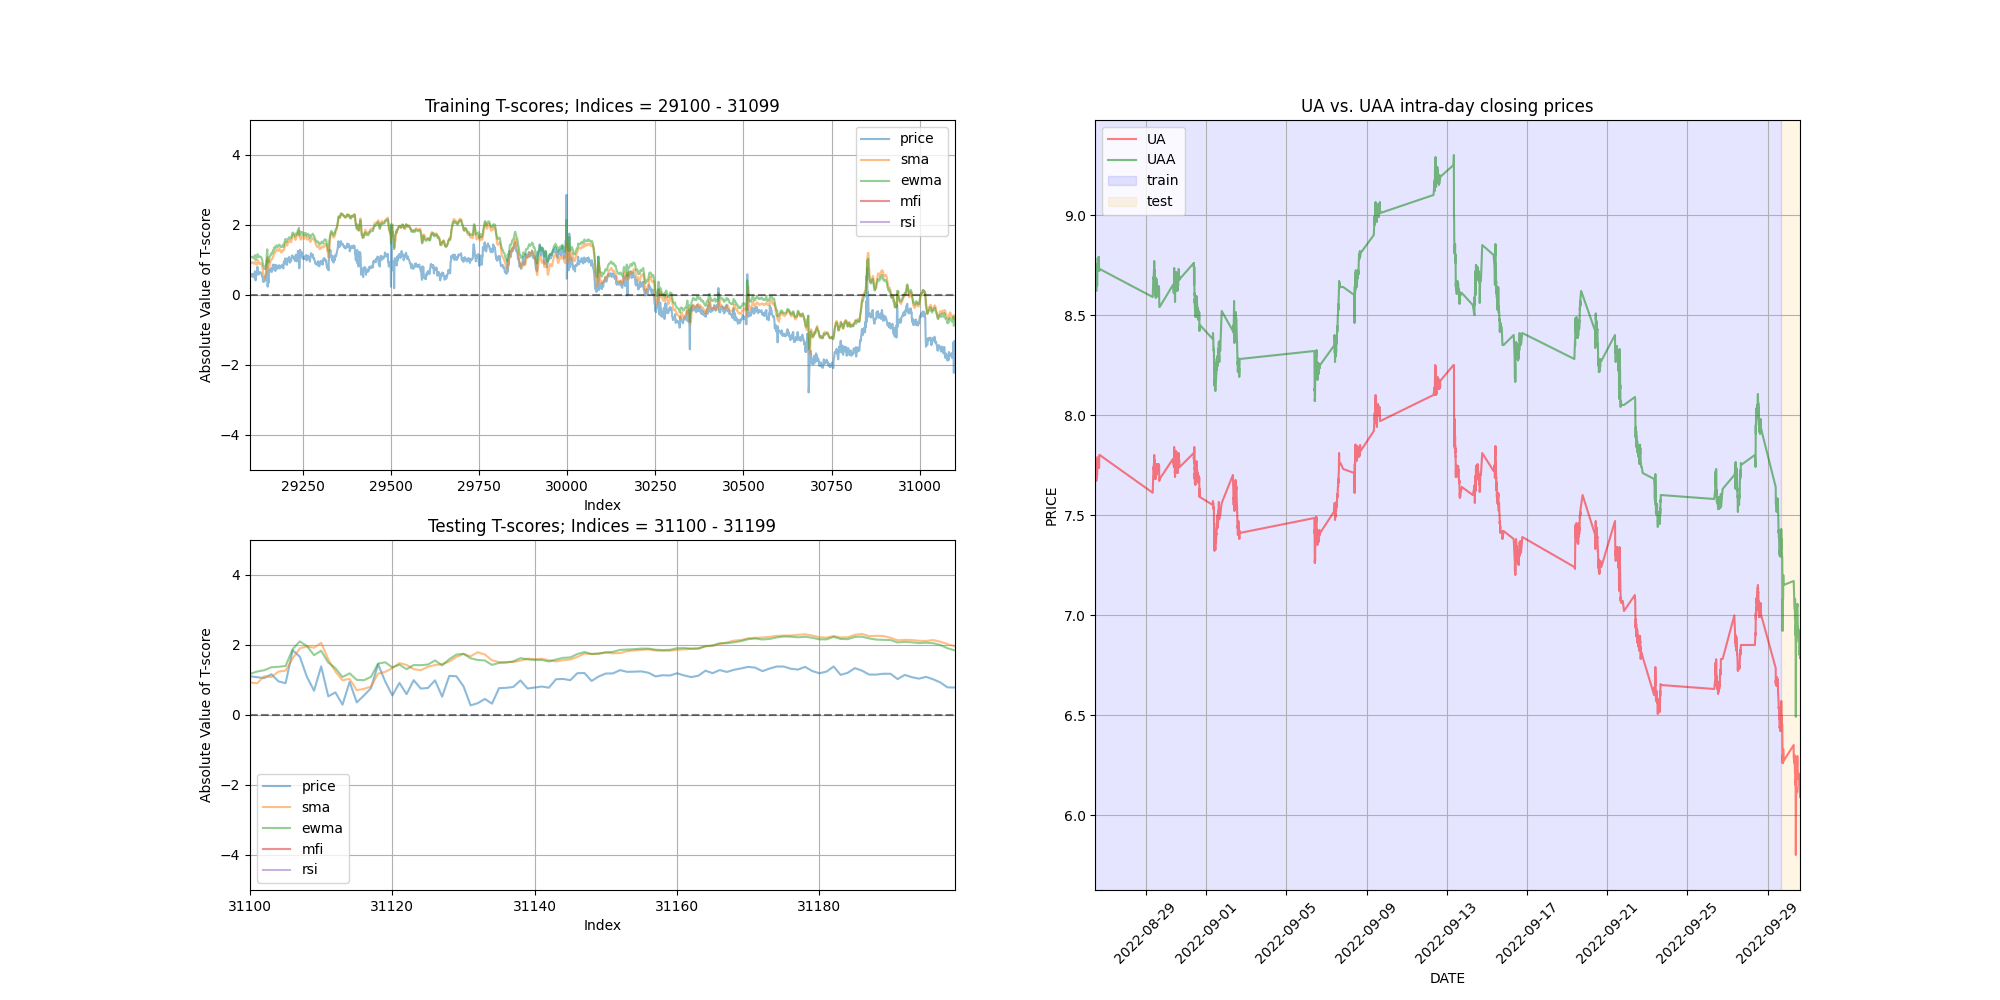 Training T-scores; Indices = 29100 - 31099
Absolute Value of T-score
4
2
0
−2
−4
price
sma
ewma
mfi
rsi
29250 29500 29750 30000 30250 30500 30750 31000
Index
Testing T-scores; Indices = 31100 - 31199
Absolute Value of T-score
4
2
0
−2
−4
price
sma
ewma
mfi
rsi
31100 31120 31140 31160 31180
Index
UA vs. UAA intra-day closing prices
UA
UAA
train
test
PRICE
9.0
8.5
8.0
7.5
7.0
6.5
6.0
2022-08-29 2022-09-01 2022-09-05 2022-09-09 2022-09-13 2022-09-17 2022-09-21 2022-09-25 2022-09-29
DATE